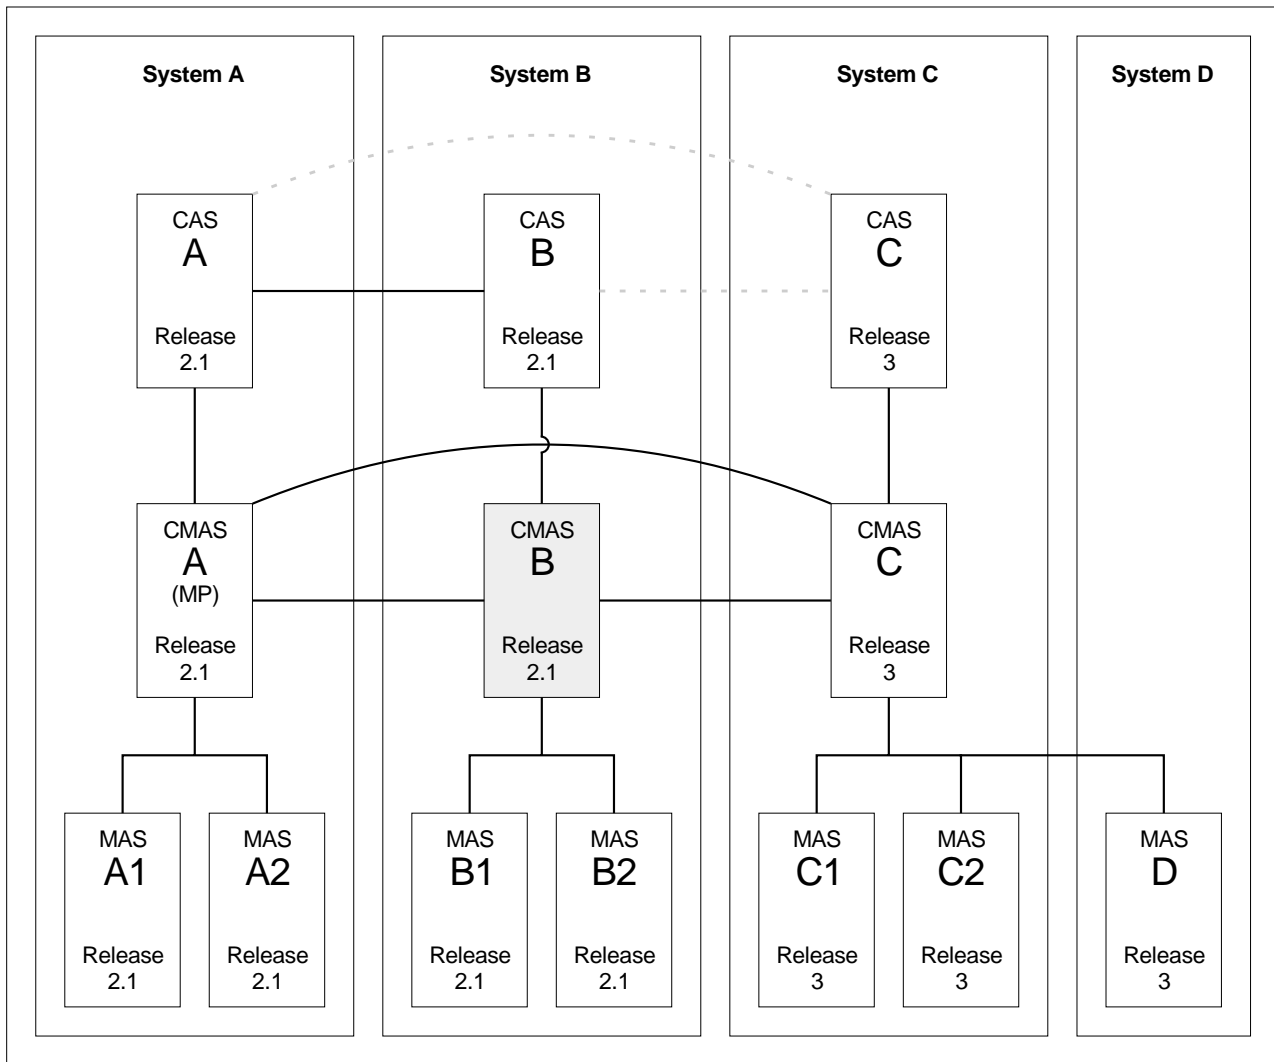 System A
System B
System C
System D
CAS
A
Release
2.1
CAS
B
Release
2.1
CAS
C
Release
3
CMAS
A
(MP)
Release
2.1
CMAS
B
Release
2.1
CMAS
C
Release
3
MAS
A1
Release
2.1
MAS
A2
Release
2.1
MAS
B1
Release
2.1
MAS
B2
Release
2.1
MAS
C1
Release
3
MAS
C2
Release
3
MAS
D
Release
3